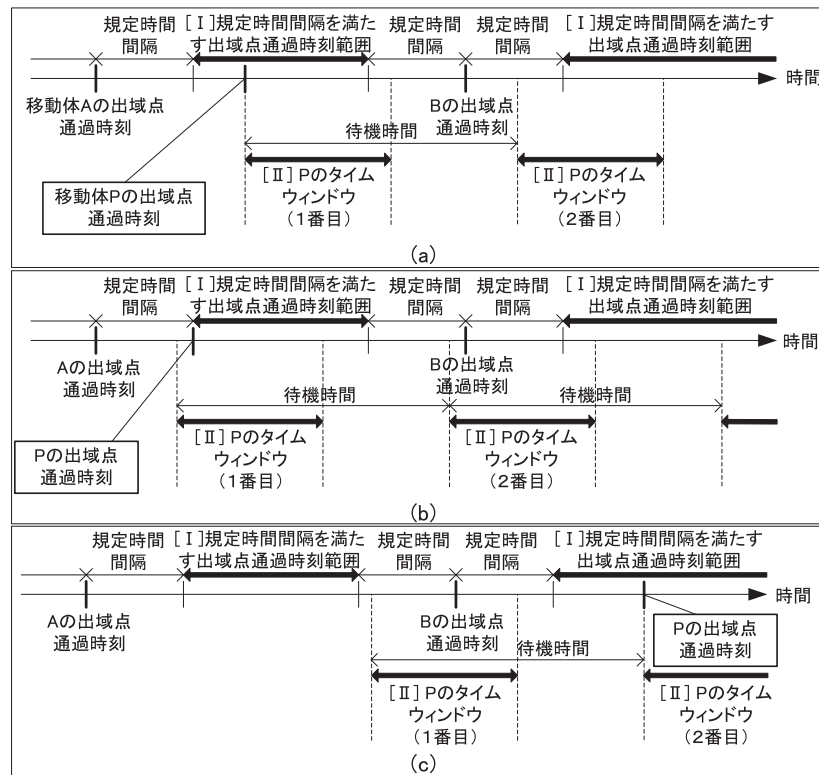 規定時間
間隔
[Ⅰ]規定時間間隔を満た
す出域点通過時刻範囲
規定時間
間隔
規定時間
間隔
[Ⅰ]規定時間間隔を満たす
出域点通過時刻範囲
時間
移動体Aの出域点
通過時刻
Bの出域点
通過時刻
待機時間
[Ⅱ]Pのタイム
ウィンドウ
(1番目)
[Ⅱ]Pのタイム
ウィンドウ
(2番目)
移動体Pの出域点
通過時刻
(a)
規定時間
間隔
[Ⅰ]規定時間間隔を満た
す出域点通過時刻範囲
規定時間
間隔
規定時間
間隔
[Ⅰ]規定時間間隔を満たす
出域点通過時刻範囲
時間
Aの出域点
通過時刻
Bの出域点
通過時刻
待機時間
待機時間
[Ⅱ]Pのタイム
ウィンドウ
(1番目)
[Ⅱ]Pのタイム
ウィンドウ
(2番目)
Pの出域点
通過時刻
(b)
規定時間
間隔
[Ⅰ]規定時間間隔を満た
す出域点通過時刻範囲
規定時間
間隔
規定時間
間隔
[Ⅰ]規定時間間隔を満たす
出域点通過時刻範囲
時間
Aの出域点
通過時刻
Bの出域点
通過時刻
Pの出域点
通過時刻
待機時間
[Ⅱ]Pのタイム
ウィンドウ
(1番目)
[Ⅱ]Pのタイム
ウィンドウ
(2番目)
(c)